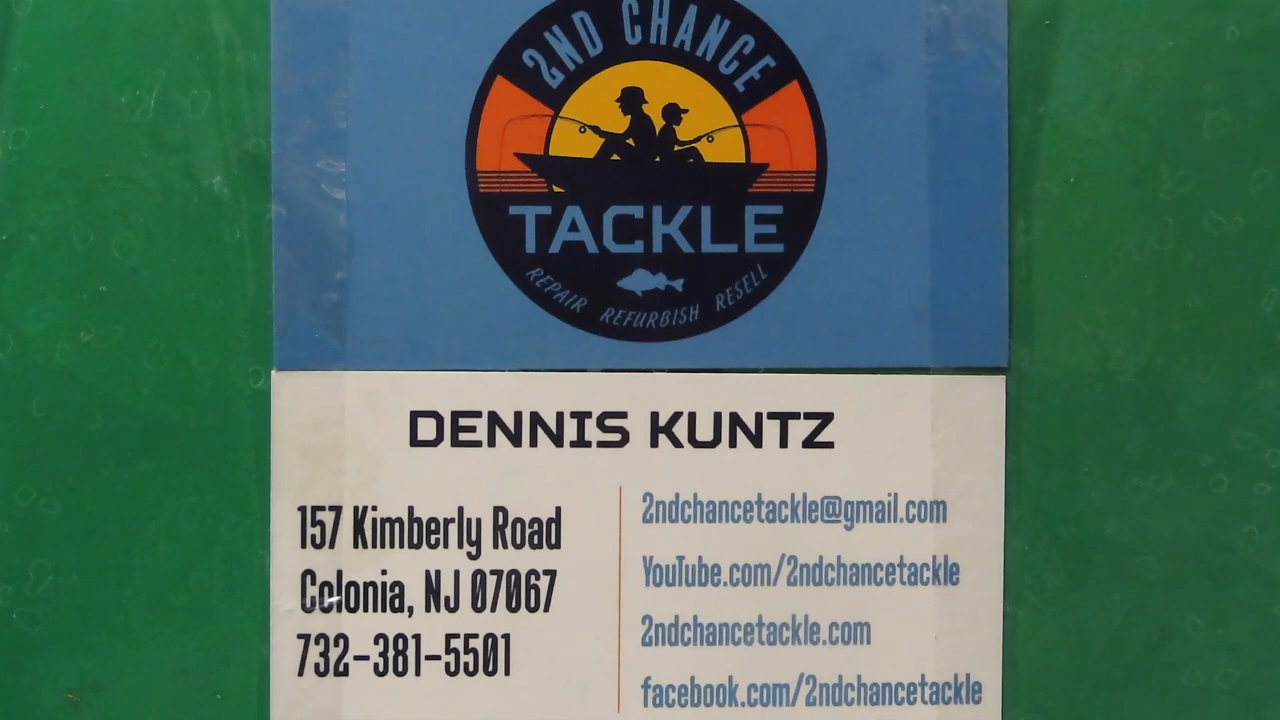 2ND CHANCE
TACKLE
REPAIR REFURBISH RESELL
DENNIS KUNTZ
157 Kimberly Road
Colonia, NJ 07067
732-381-5501
2ndchancetackle@gmail.com
YouTube.com/2ndchancetackle
2ndchancetackle.com
facebook.com/2ndchancetackle